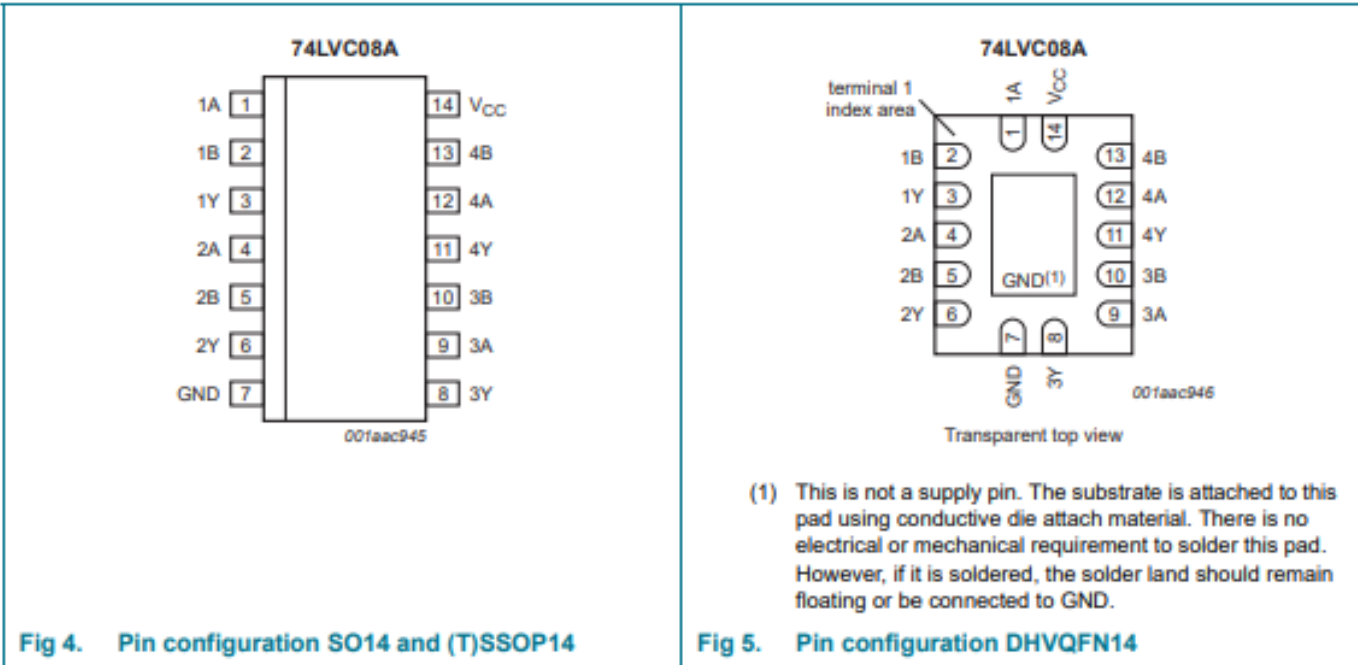 74LVC08A
1A 1 14 VCC
1B 2 13 4B
1Y 3 12 4A
2A 4 11 4Y
2B 5 10 3B
2Y 6 9 3A
GND 7 8 3Y
001aac945
Fig 4. Pin configuration SO14 and (T)SSOP14
74LVC08A
terminal 1
index area
1A VCC
1 14
1B 2 13 4B
1Y 3 12 4A
2A 4 11 4Y
2B 5 10 3B
GND(1)
2Y 6 9 3A
7 8
GND 3Y
001aac946
Transparent top view
(1) This is not a supply pin. The substrate is attached to this
pad using conductive die attach material. There is no
electrical or mechanical requirement to solder this pad.
However, if it is soldered, the solder land should remain
floating or be connected to GND.
Fig 5. Pin configuration DHVQFN14